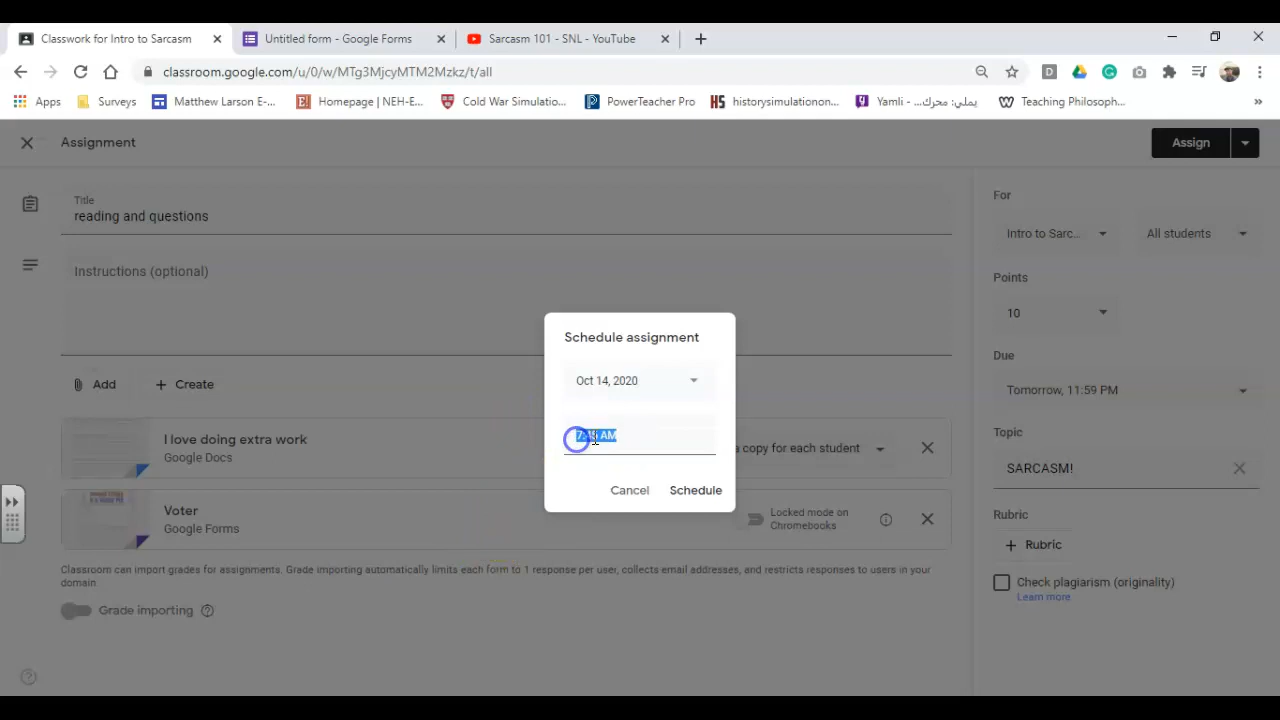 Classwork for Intro to Sarcasm
Untitled form - Google Forms
Sarcasm 101 - SNL - YouTube
classroom.google.com/u/0/w/MTg3MjcyMTM2Mzkz/t/all
Apps
Surveys
Matthew Larson E-...
Homepage | NEH-E...
Cold War Simulatio...
PowerTeacher Pro
historysimulationon...
يملي: محرك... - Yamli
Teaching Philosoph...
Assignment
Assign
Title
reading and questions
Instructions (optional)
Add
Create
I love doing extra work
Google Docs
a copy for each student
Voter
Google Forms
Locked mode on
Chromebooks
Classroom can import grades for assignments. Grade importing automatically limits each form to 1 response per user, collects email addresses, and restricts responses to users in your
domain.
Grade importing
For
Intro to Sarc...
All students
Points
10
Due
Tomorrow, 11:59 PM
Topic
SARCASM!
Rubric
Rubric
Check plagiarism (originality)
Learn more
Schedule assignment
Oct 14, 2020
AM
Cancel
Schedule